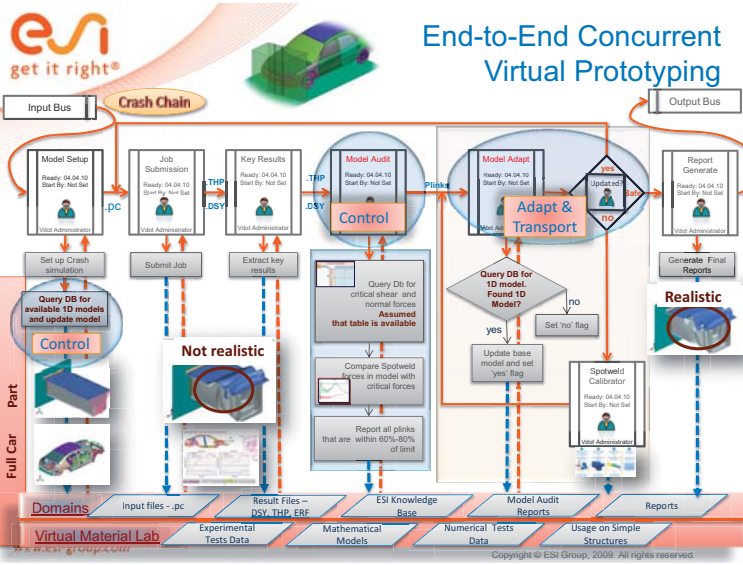 esi
get it right®
End-to-End Concurrent
Virtual Prototyping
Input Bus
Crash Chain
Output Bus
Model Setup
Ready: 04.04.10
Start By: Not Set
Vdot Administrator
.pc
Job
Submission
Ready: 04.04.10
Start By: Not Set
Vdot Administrator
.THP
.DSY
Key Results
Ready: 04.04.10
Start By: Not Set
Vdot Administrator
.THP
.DSY
Model Audit
Ready: 04.04.10
Start By: Not Set
Control
Vdot Administrator
Plinks
Model Adapt
Ready: 04.04.10
Adapt &
Transport
yes
Updated?
Safe
no
Vdot Administrator
Report
Generate
Ready: 04.04.10
Start By: Not Set
Vdot Administrator
Set up Crash
simulation
Submit Job
Extract key
results
Generate Final
Reports
Query DB for
available 1D models
and update model
Control
Not realistic
Query Db for
critical shear and
normal forces
Assumed
that table is available
Compare Spotweld
forces in model with
critical forces
Report all plinks
that are within 60%-80%
of limit
Query DB for
1D model.
Found 1D
Model?
no
yes
Set 'no' flag
Update base
model and set
'yes' flag
Realistic
Spotweld
Calibrator
Ready: 04.04.10
Start By: Not Set
Vdot Administrator
Part
Full Car
Domains
Input files - .pc
Result Files –
DSY, THP, ERF
ESI Knowledge
Base
Model Audit
Reports
Reports
Virtual Material Lab
Experimental
Tests Data
Mathematical
Models
Numerical Tests
Data
Usage on Simple
Structures
www.esi-group.com
Copyright © ESI Group, 2009. All rights reserved.